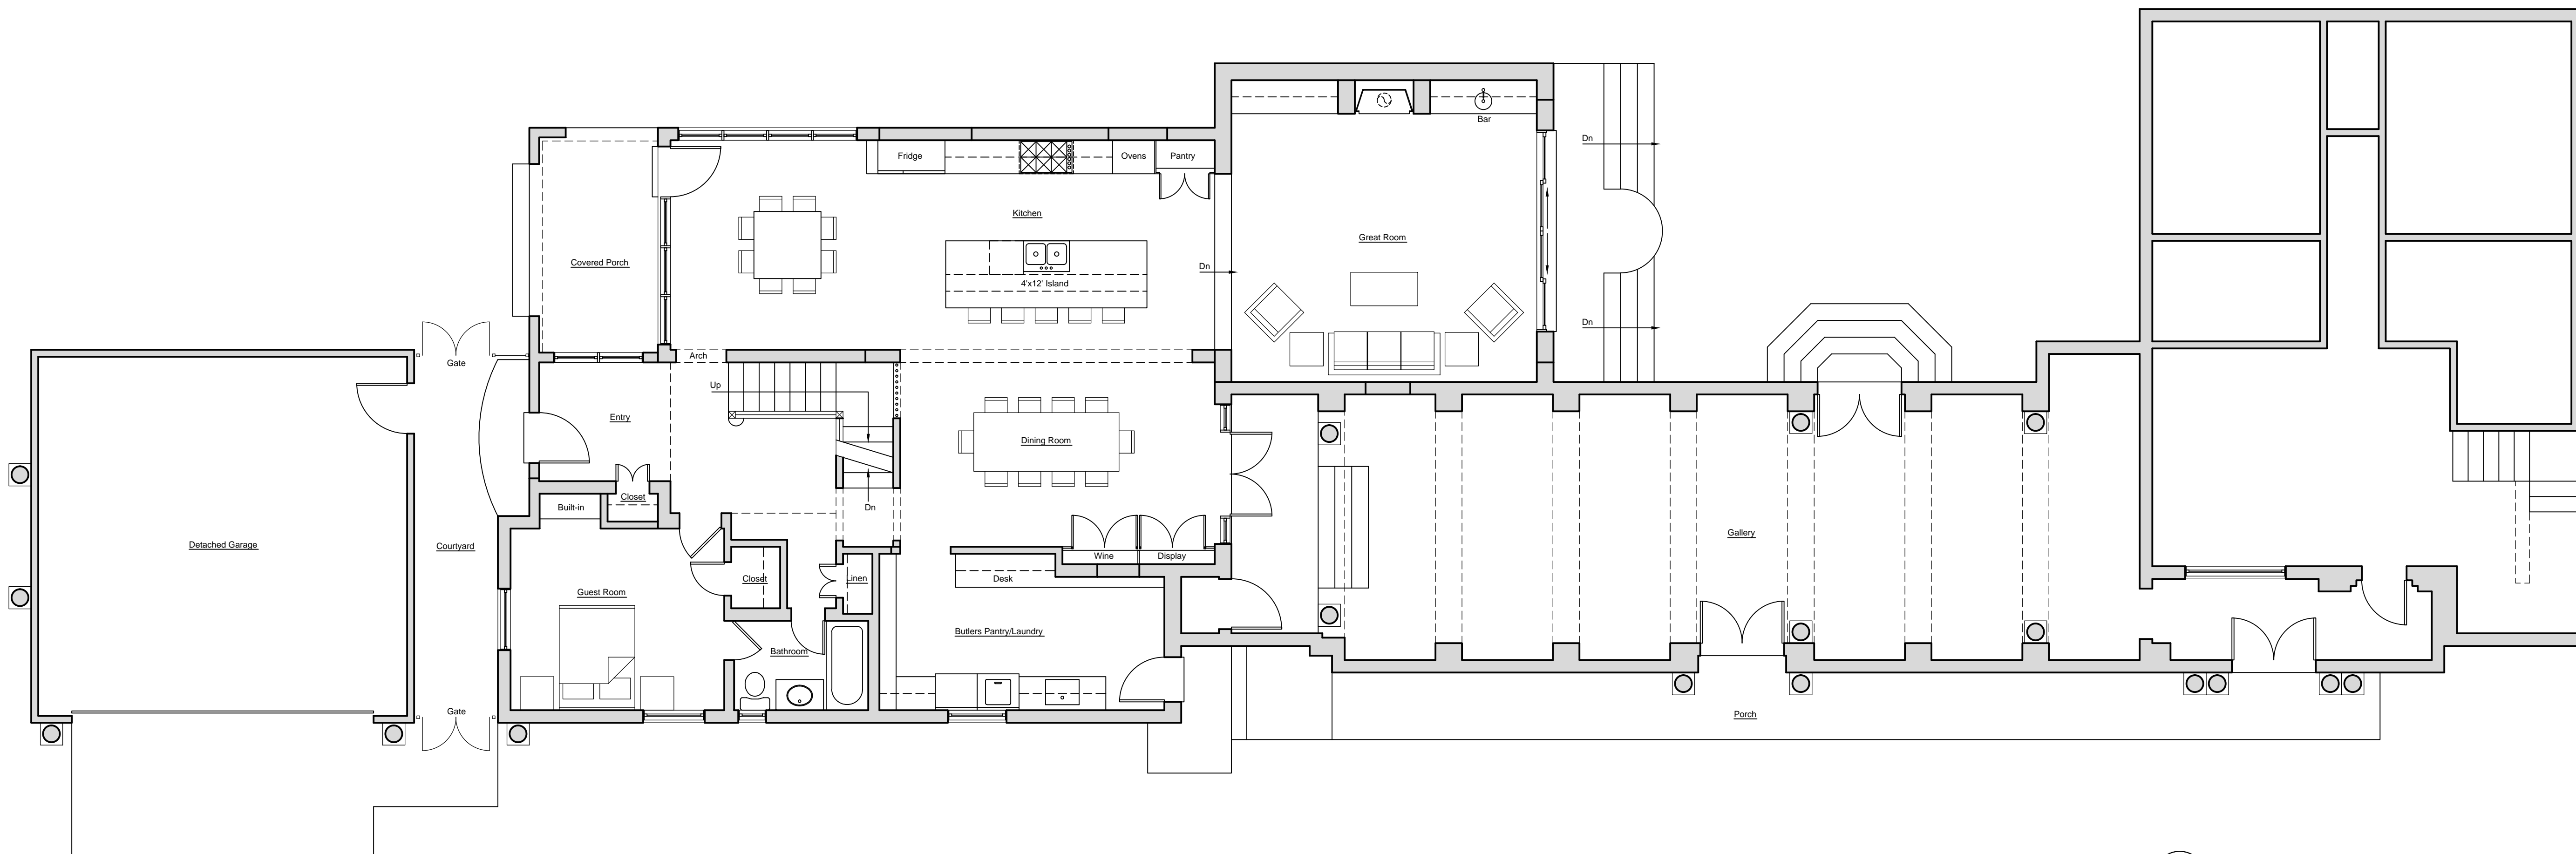 Bar
Dn
Fridge
Ovens
Pantry
Kitchen
Great Room
Covered Porch
Dn
4'x12' Island
Dn
Arch
Gate
Up
Entry
Dining Room
Closet
Built-in
Dn
Gallery
Detached Garage
Courtyard
Wine
Display
Closet
Linen
Desk
Guest Room
Butlers Pantry/Laundry
Bathroom
Gate
Porch